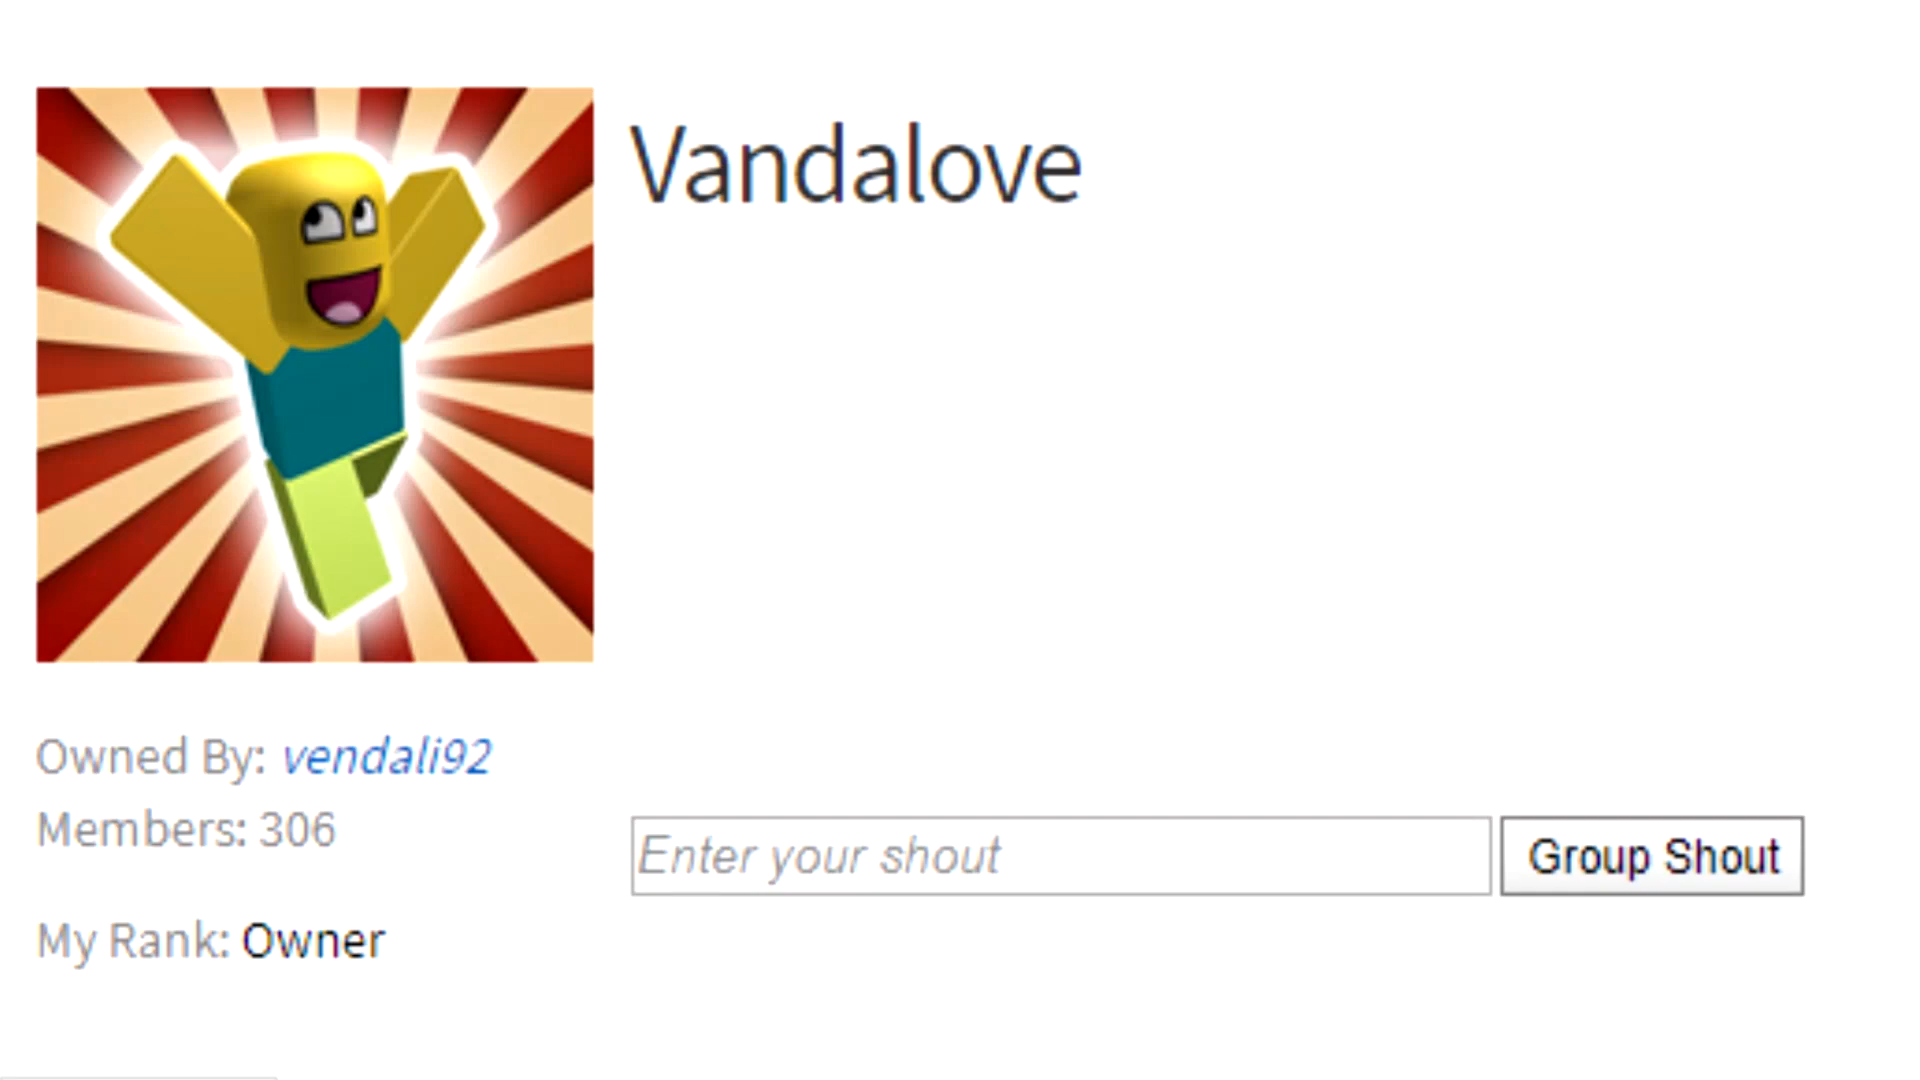 Vandalove
Owned By: vendali92
Members: 306
Enter your shout
Group Shout
My Rank: Owner